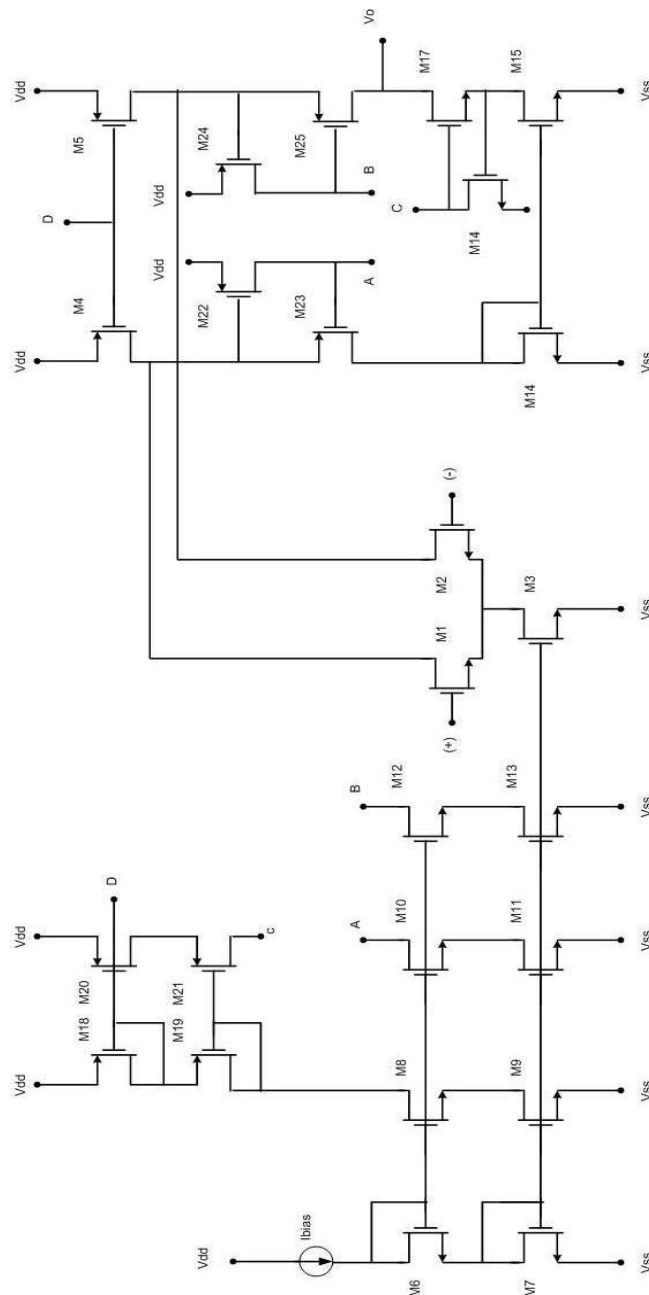 Vdd
Vdd
D
M4
M5
Vdd
Vdd
M22
M24
M23
M25
A
B
Vo
C
M17
M14
M15
M14
Vss
Vss
(+)
(-)
M1
M2
M3
Vss
Vdd
Vdd
D
M18
M20
M19
M21
c
A
B
M8
M10
M12
M9
M11
M13
Vdd
Ibias
M6
M7
Vss
Vss
Vss
Vss